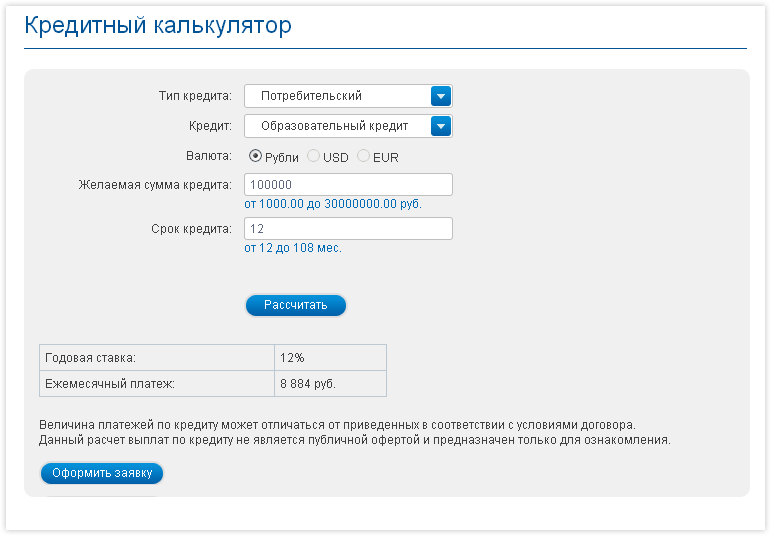 Кредитный калькулятор
Тип кредита: Потребительский
Кредит: Образовательный кредит
Валюта: Рубли USD EUR
Желаемая сумма кредита: 100000
от 1000.00 до 30000000.00 руб.
Срок кредита: 12
от 12 до 108 мес.
Рассчитать
Годовая ставка: 12%
Ежемесячный платеж: 8 884 руб.
Величина платежей по кредиту может отличаться от приведенных в соответствии с условиями договора.
Данный расчет выплат по кредиту не является публичной офертой и предназначен только для ознакомления.
Оформить заявку